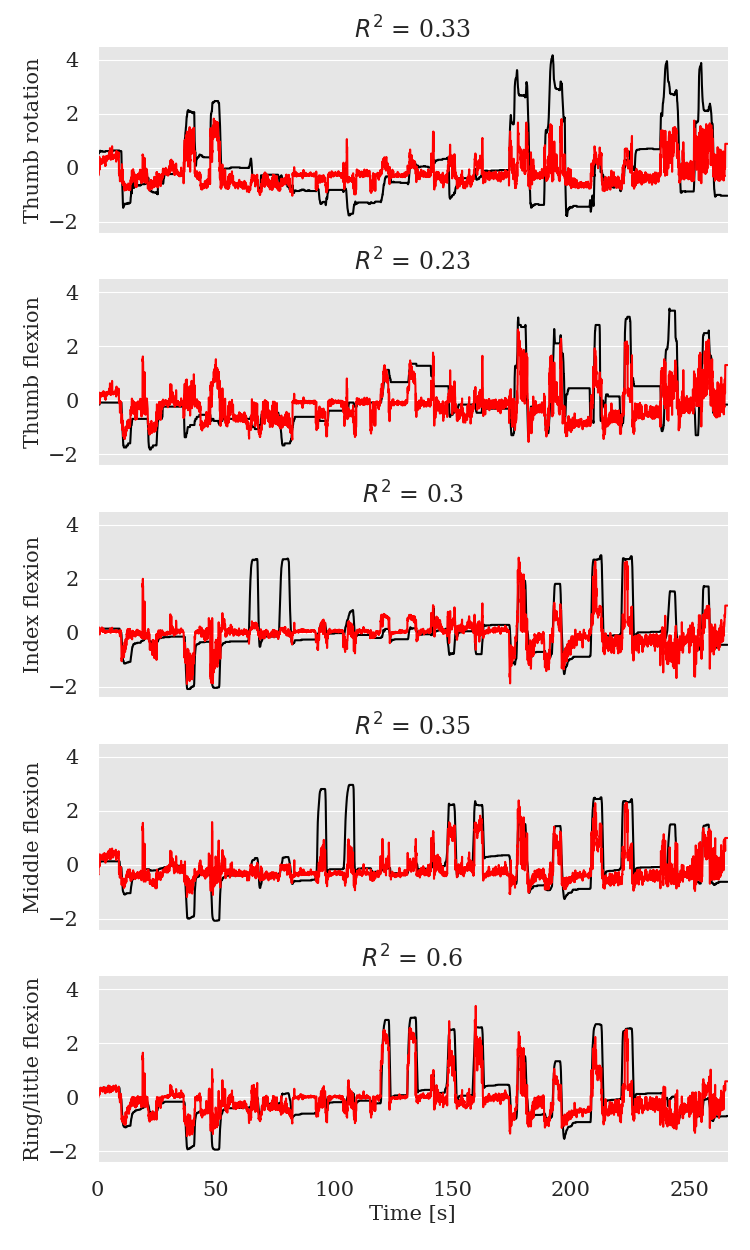 R² = 0.33
Thumb rotation
4
2
0
−2
R² = 0.23
Thumb flexion
4
2
0
−2
R² = 0.3
Index flexion
4
2
0
−2
R² = 0.35
Middle flexion
4
2
0
−2
R² = 0.6
Ring/little flexion
4
2
0
−2
0 50 100 150 200 250
Time [s]